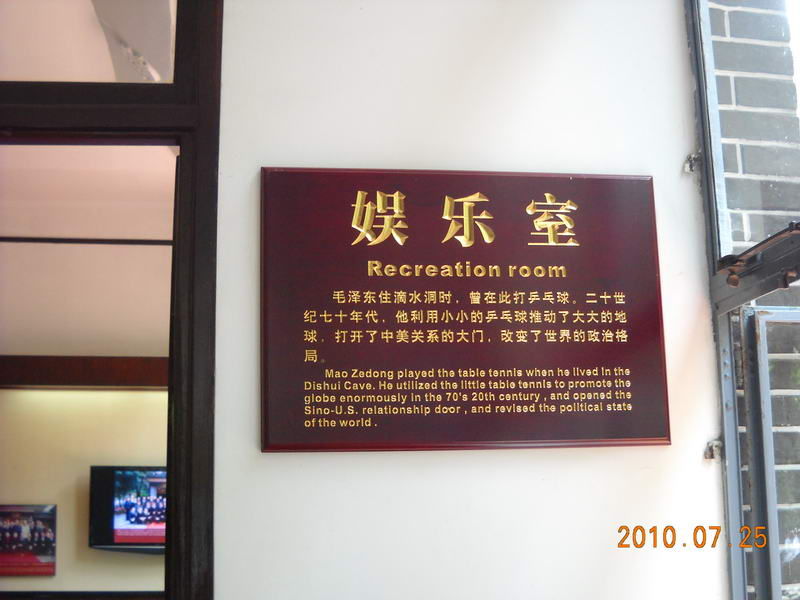 娱乐室
Recreation room
毛泽东住滴水洞时，曾在此打乒乓球。二十世
纪七十年代，他利用小小的乒乓球推动了大大的地
球，打开了中美关系的大门，改变了世界的政治格
局。
Mao Zedong played the table tennis when he lived in the
Dishui Cave. He utilized the little table tennis to promote the
globe enormously in the 70's 20th century , and opened the
Sino-U.S. relationship door , and revised the political state
of the world .
2010.07.25